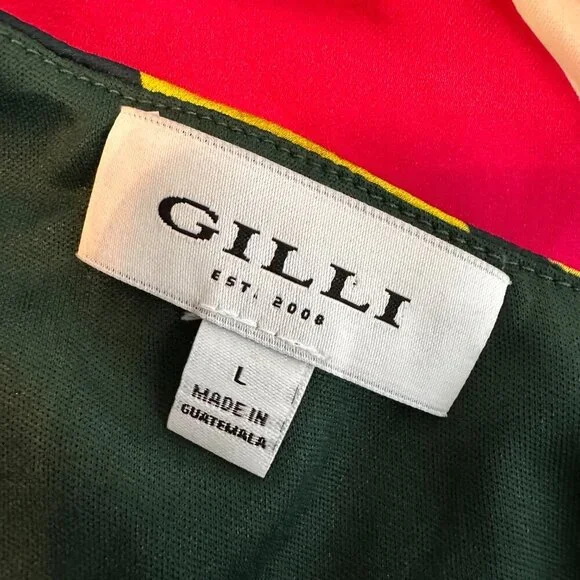 GILLI
EST. 2008
L
MADE IN
GUATEMALA